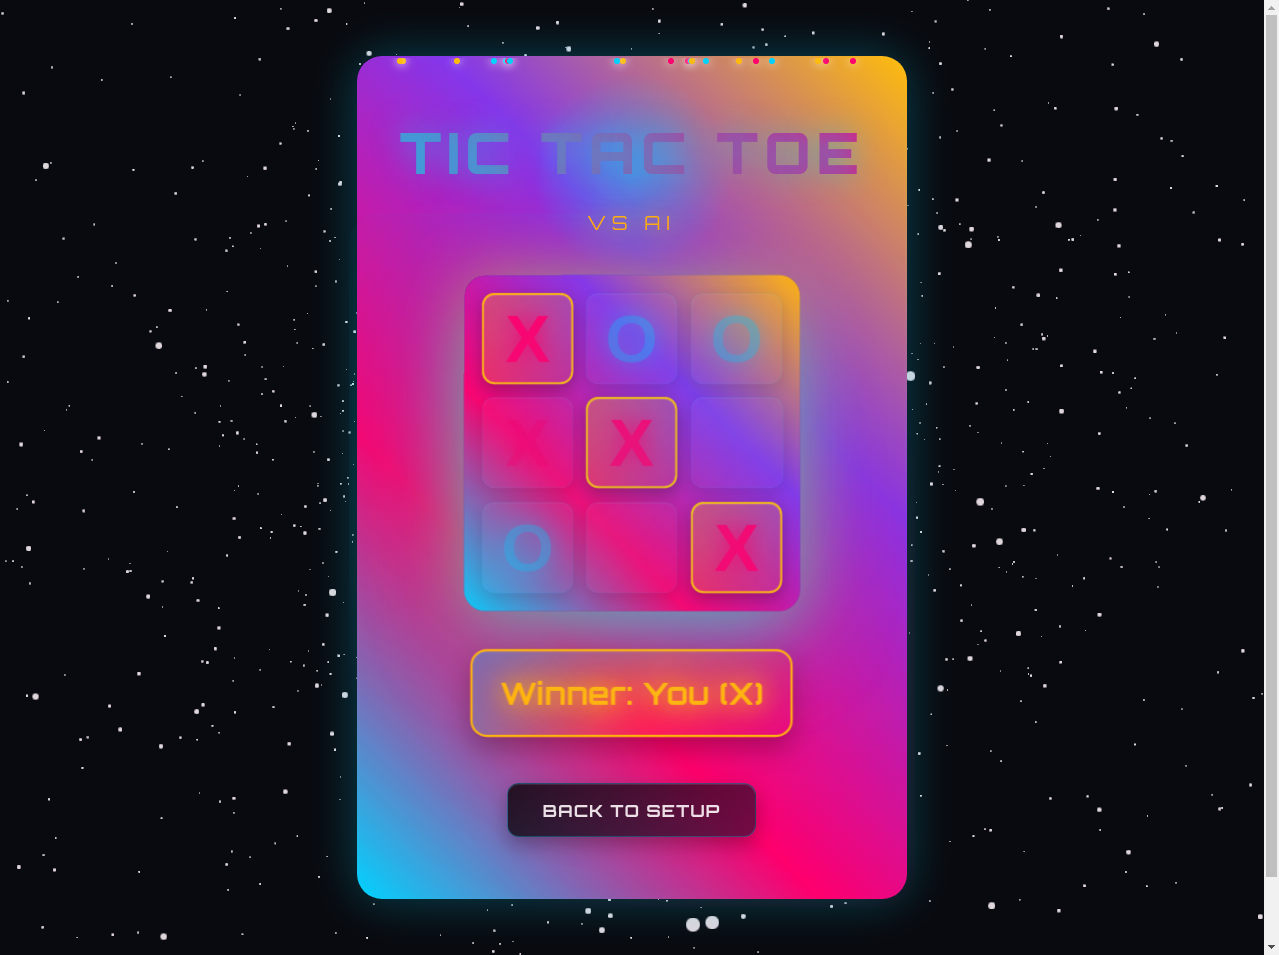 TIC TAC TOE
VS AI
X O O
X X
O X
Winner: You (X)
BACK TO SETUP